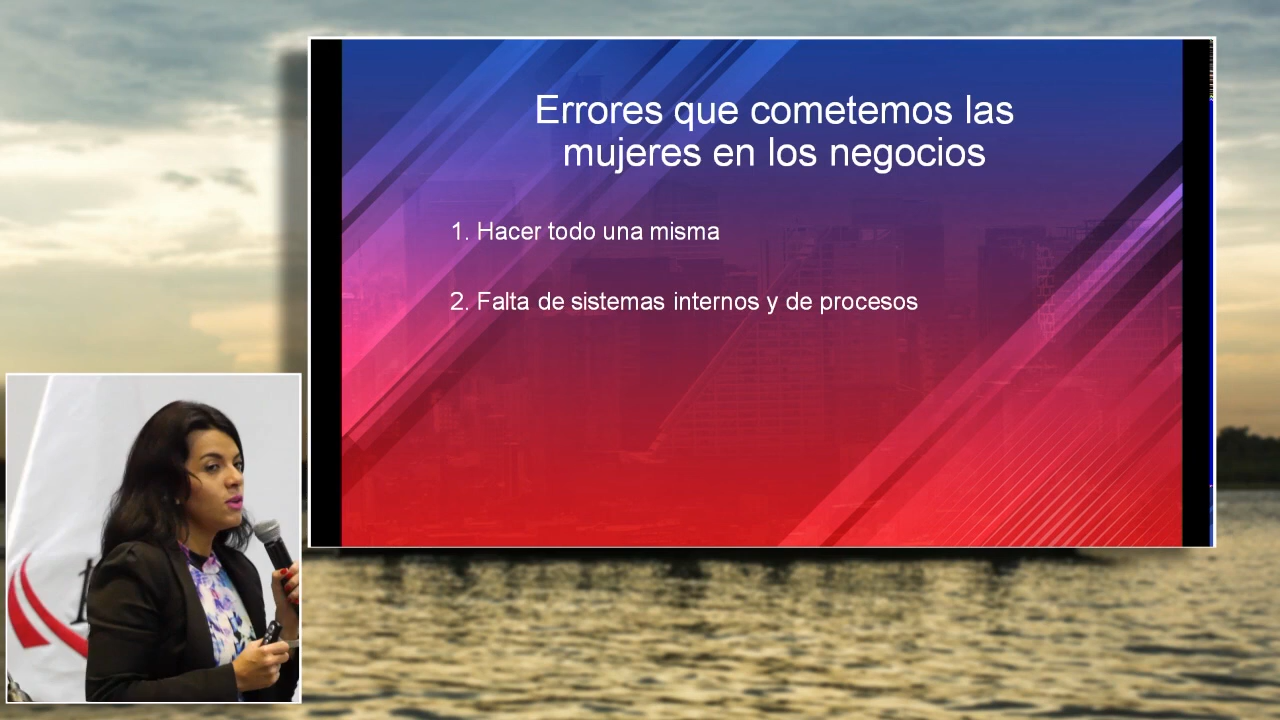 Errores que cometemos las
mujeres en los negocios
1. Hacer todo una misma
2. Falta de sistemas internos y de procesos